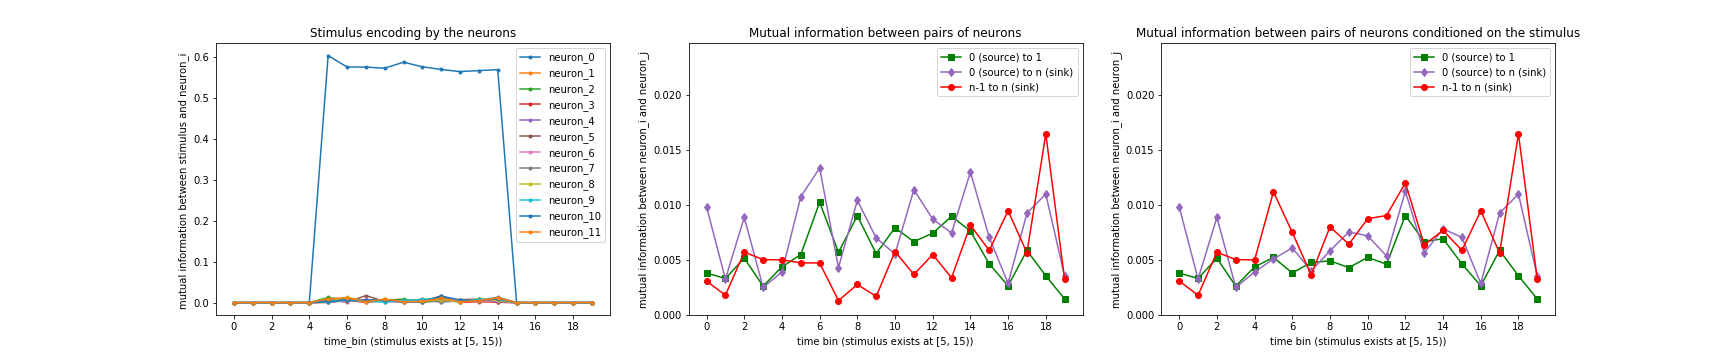 Stimulus encoding by the neurons
mutual information between stimulus and neuron_i
0.6
0.5
0.4
0.3
0.2
0.1
0.0
neuron_0
neuron_1
neuron_2
neuron_3
neuron_4
neuron_5
neuron_6
neuron_7
neuron_8
neuron_9
neuron_10
neuron_11
0 2 4 6 8 10 12 14 16 18
time_bin (stimulus exists at [5, 15))
Mutual information between pairs of neurons
mutual information between neuron_i and neuron_j
0.020
0.015
0.010
0.005
0.000
0 (source) to 1
0 (source) to n (sink)
n-1 to n (sink)
0 2 4 6 8 10 12 14 16 18
time bin (stimulus exists at [5, 15))
Mutual information between pairs of neurons conditioned on the stimulus
mutual information between neuron_i and neuron_j
0.020
0.015
0.010
0.005
0.000
0 (source) to 1
0 (source) to n (sink)
n-1 to n (sink)
0 2 4 6 8 10 12 14 16 18
time bin (stimulus exists at [5, 15))